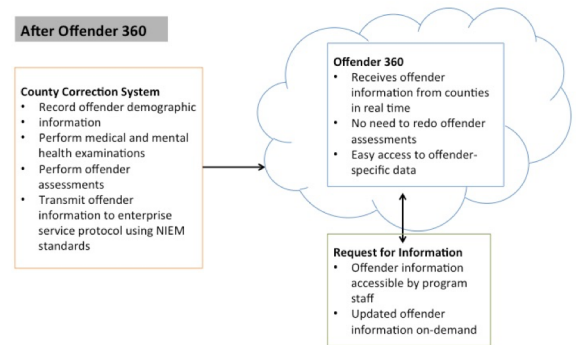 After Offender 360
County Correction System
• Record offender demographic
• information
• Perform medical and mental
health examinations
• Perform offender
assessments
• Transmit offender
information to enterprise
service protocol using NIEM
standards
Offender 360
• Receives offender
information from counties
in real time
• No need to redo offender
assessments
• Easy access to offender-
specific data
Request for Information
• Offender information
accessible by program
staff
• Updated offender
information on-demand